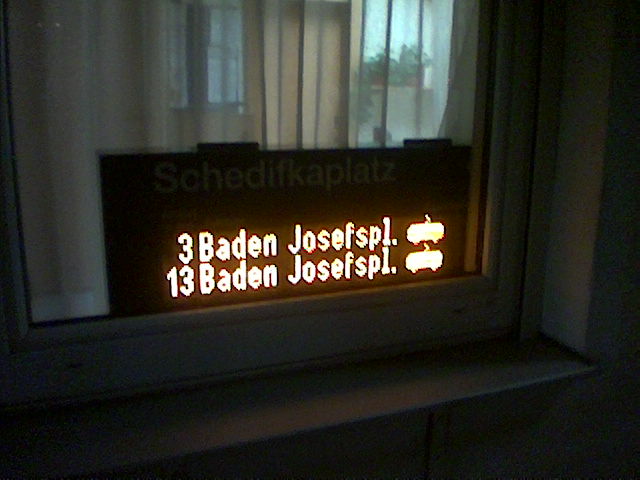 Schedifkaplatz
3 Baden Josefspl.
13 Baden Josefspl.